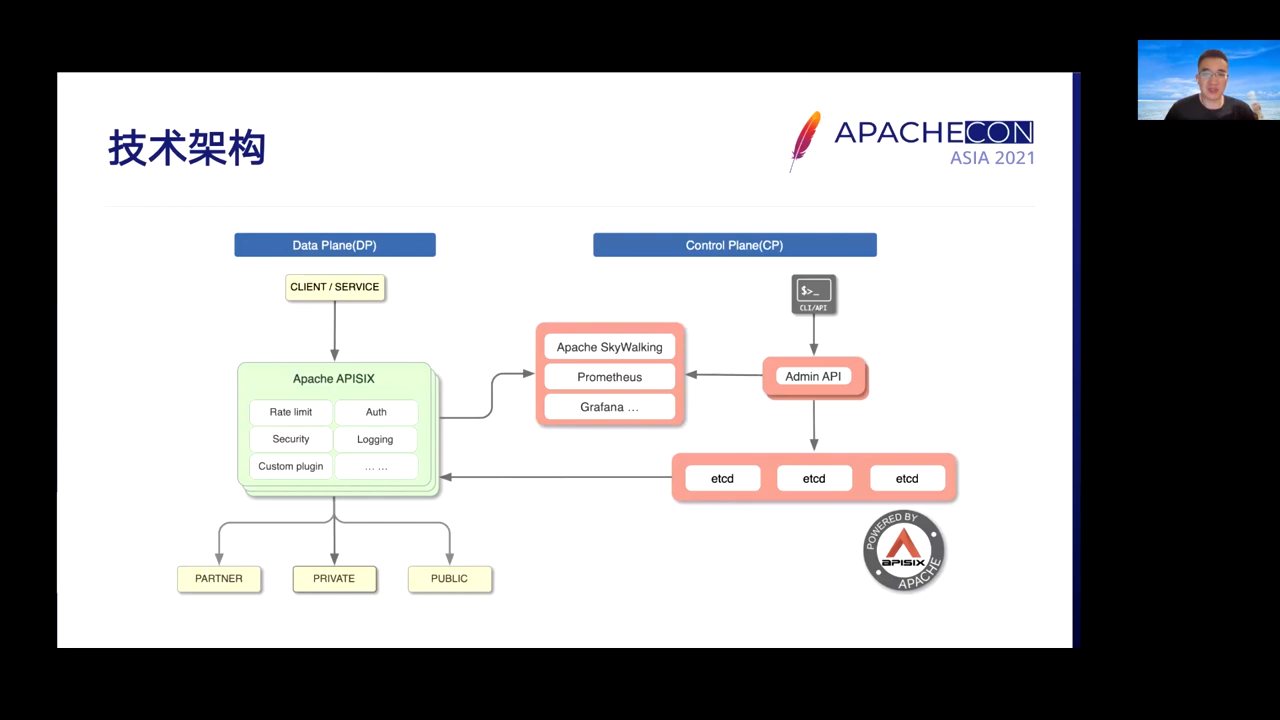 技术架构
APACHECON
ASIA 2021
Data Plane(DP)
Control Plane(CP)
CLIENT / SERVICE
$>_
CLI/API
Apache APISIX
Rate limit
Auth
Security
Logging
Custom plugin
... ...
Apache SkyWalking
Prometheus
Grafana ...
Admin API
etcd
etcd
etcd
PARTNER
PRIVATE
PUBLIC
POWERED BY
APISIX
APACHE